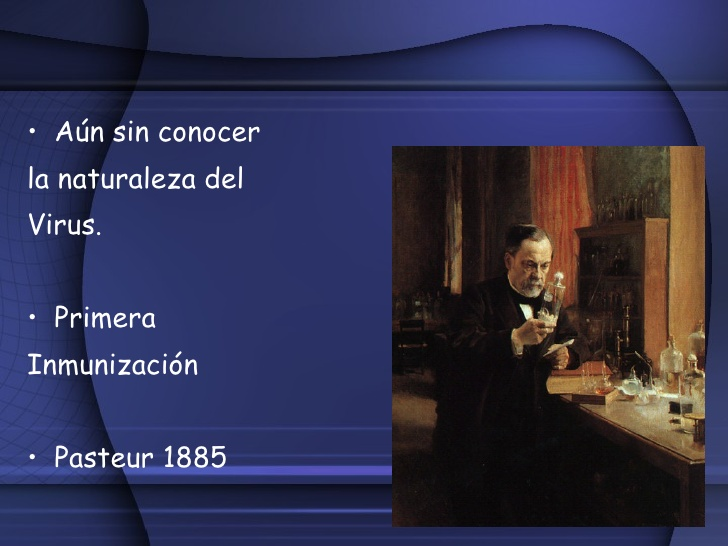 • Aún sin conocer
la naturaleza del
Virus.
• Primera
Inmunización
• Pasteur 1885